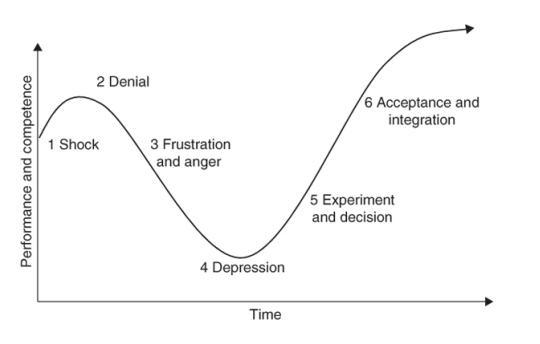 2 Denial
1 Shock
3 Frustration
and anger
4 Depression
5 Experiment
and decision
6 Acceptance and
integration
Performance and competence
Time